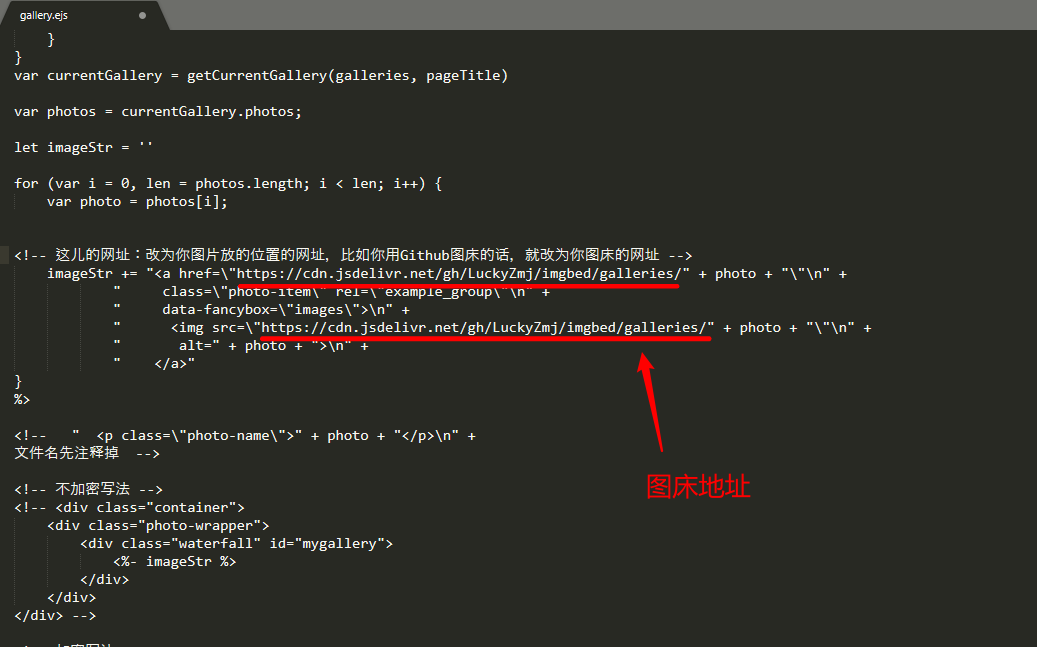 gallery.ejs
}
}
var currentGallery = getCurrentGallery(galleries, pageTitle)
var photos = currentGallery.photos;
let imageStr = ''
for (var i = 0, len = photos.length; i < len; i++) {
var photo = photos[i];
<!-- 这儿的网址：改为你图片放的位置的网址，比如你用Github图床的话，就改为你图床的网址 -->
imageStr += "<a href=\"https://cdn.jsdelivr.net/gh/LuckyZmj/imgbed/galleries/" + photo + "\"\n" +
" class=\"photo-item\" rel=\"example_group\"\n" +
" data-fancybox=\"images\">\n" +
" <img src=\"https://cdn.jsdelivr.net/gh/LuckyZmj/imgbed/galleries/" + photo + "\"\n" +
" alt=" + photo + ">\n" +
" </a>"
}
%>
图床地址
<!-- " <p class=\"photo-name\">" + photo + "</p>\n" +
文件名先注释掉 -->
<!-- 不加密写法 -->
<!-- <div class="container">
<div class="photo-wrapper">
<div class="waterfall" id="mygallery">
<%- imageStr %>
</div>
</div>
</div> -->